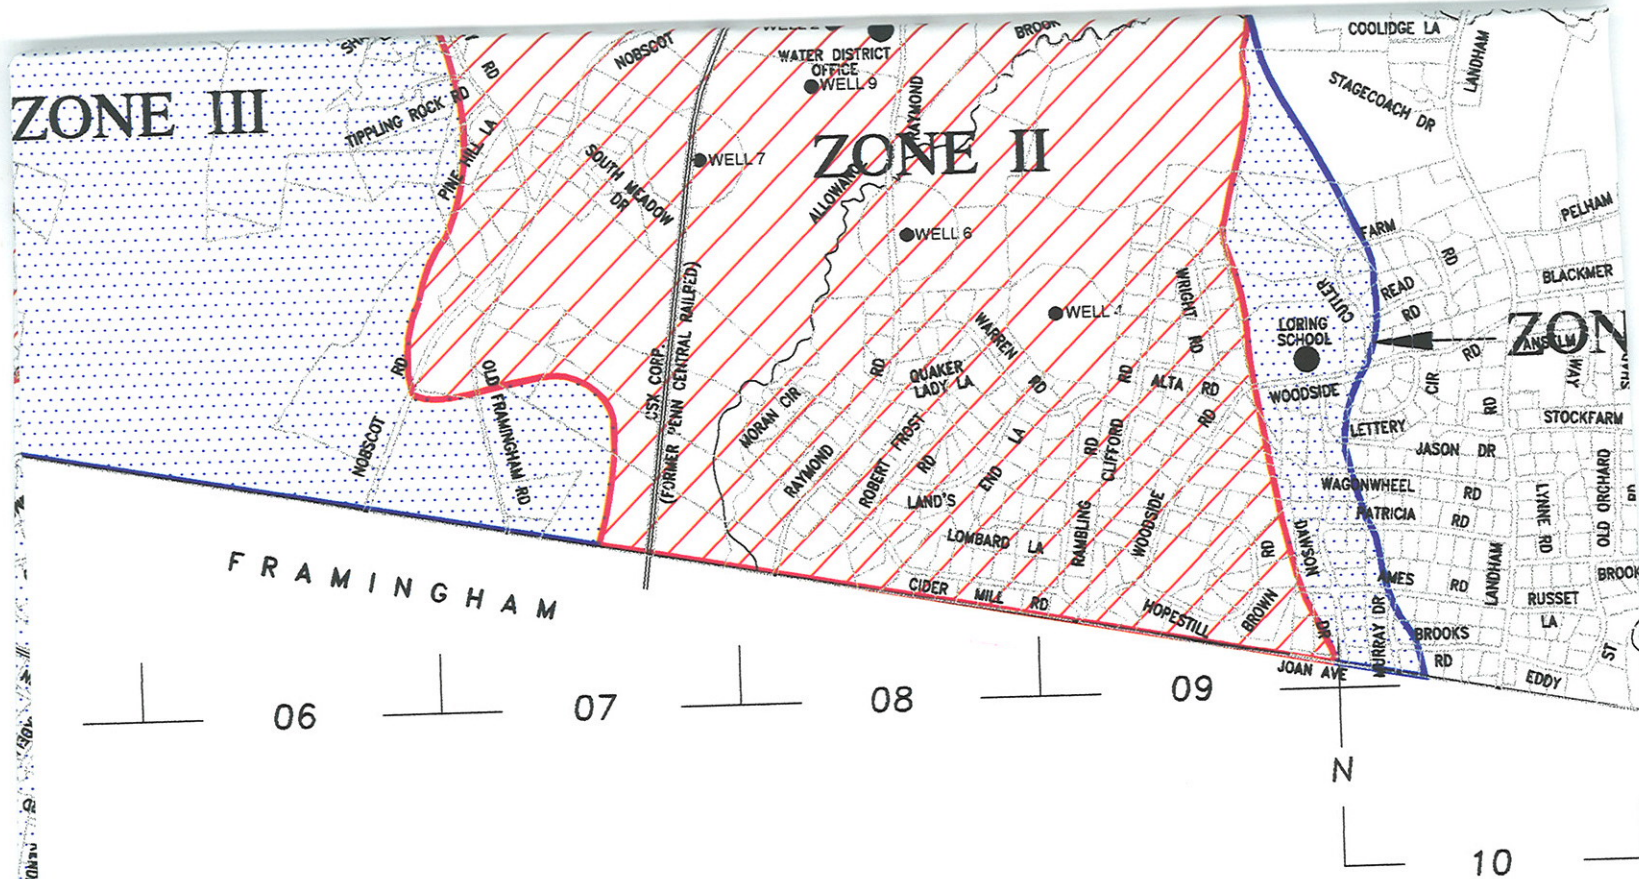 COOLIDGE LA
LANDHAM
STAGECOACH DR
BROOK
NOBSCOT
RD
WELL 2
WATER DISTRICT
OFFICE
WELL 9
RAYMOND
ZONE III
TIPPLING ROCK RD
PINE HILL LA
SOUTH MEADOW
DR
WELL 7
ZONE II
WELL 6
FARM
RD
PELHAM
BLACKMER
READ
RD
CUTLER
LORING
SCHOOL
WOODSIDE
ZON
RD
WAY
CIR
RD
STOCKFARM
LETTERY
JASON DR
WAGONWHEEL
RD
PATRICIA
RD
LYNNE RD
OLD ORCHARD
RD
AMES
RD
LANDHAM
BROOK
RUSSET
LA
ST
BROOKS
RD
EDDY
MURRAY DR
DAWSON
DR
WRIGHT
RD
WARREN
RD
QUAKER
LADY LA
RD
ALTA RD
RD
CLIFFORD
RD
RD
RAMBLING
WOODSIDE
MORAN CIR
RAYMOND
ROBERT FROST
RD
LAND'S
END
LA
LOMBARD LA
CIDER MILL RD
HOPESTILL
BROWN
RD
JOAN AVE
CSX CORP.
(FORMER PENN CENTRAL RAILRED)
RD
NOBSCOT
OLD
FRAMINGHAM RD
FRAMINGHAM
06
07
08
09
N
10